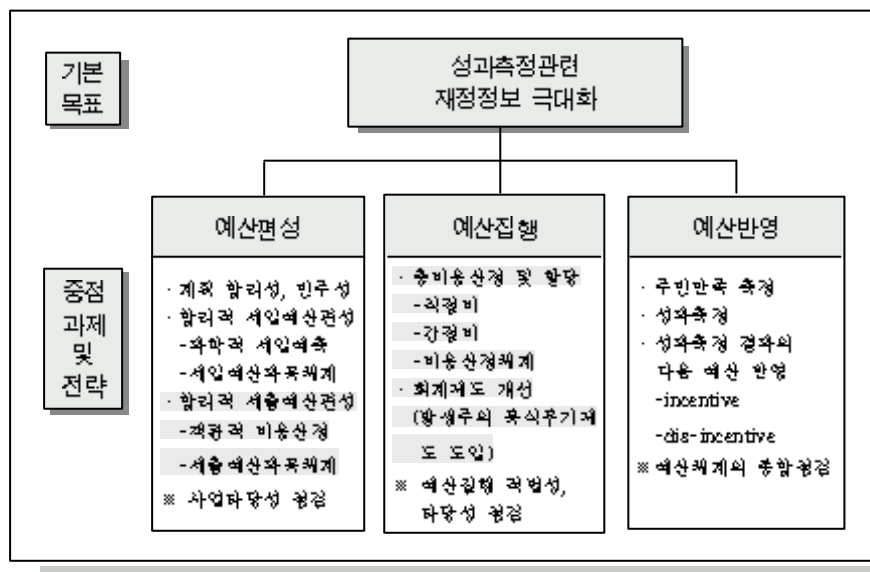 기본
목표
성과측정관련
재정정보 극대화
예산편성
· 계획 합리성, 민주성
· 합리적 세입예산편성
-과학적 세입예측
-세입예산과목체계
· 합리적 세출예산편성
-객관적 비용산정
-세출예산과목체계
※ 사업타당성 점검
예산집행
· 총비용산정 및 할당
-직접비
-간접비
-비용산정체계
· 회계제도 개선
(발생주의 복식부기제
도 도입)
※ 예산집행 적법성,
타당성 점검
예산반영
· 주민만족 측정
· 성과측정
· 성과측정 결과의
다음 예산 반영
-incentive
-dis-incentive
※예산체계의 종합점검
중점
과제
및
전략